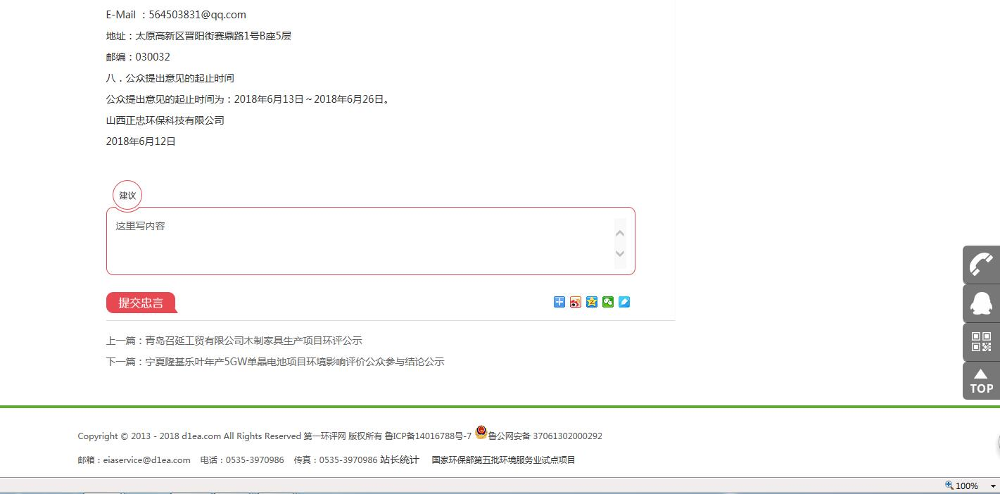 E-Mail ：564503831@qq.com
地址：太原高新区晋阳街赛鼎路1号B座5层
邮编：030032
八．公众提出意见的起止时间
公众提出意见的起止时间为：2018年6月13日～2018年6月26日。
山西正忠环保科技有限公司
2018年6月12日
建议
这里写内容
提交忠言
上一篇：青岛召延工贸有限公司木制家具生产项目环评公示
下一篇：宁夏隆基乐叶年产5GW单晶电池项目环境影响评价公众参与结论公示
TOP
Copyright © 2013 - 2018 d1ea.com All Rights Reserved 第一环评网 版权所有 鲁ICP备14016788号-7 鲁公网安备 37061302000292
邮箱：eiaservice@d1ea.com 电话：0535-3970986 传真：0535-3970986 站长统计 国家环保部第五批环境服务业试点项目
100%